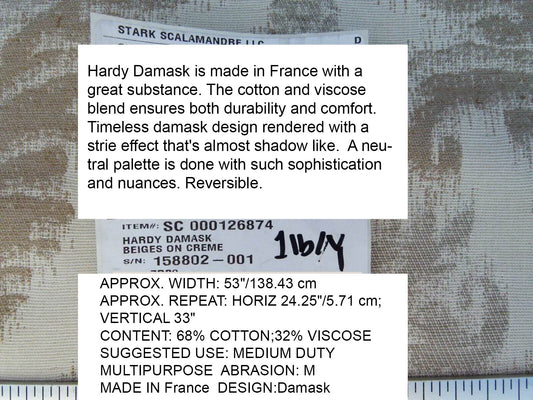 STARK SCALAMANDRE LLC
Hardy Damask is made in France with a
great substance. The cotton and viscose
blend ensures both durability and comfort.
Timeless damask design rendered with a
strie effect that's almost shadow like.  A neu-
tral palette is done with such sophistication
and nuances. Reversible.
ITEM#: SC 000126874
HARDY DAMASK
BEIGES ON CREME
S/N: 158802-001
1lb/y
APPROX. WIDTH: 53"/138.43 cm
APPROX. REPEAT: HORIZ 24.25"/5.71 cm;
VERTICAL 33"
CONTENT: 68% COTTON;32% VISCOSE
SUGGESTED USE: MEDIUM DUTY
MULTIPURPOSE  ABRASION: M
MADE IN France  DESIGN:Damask